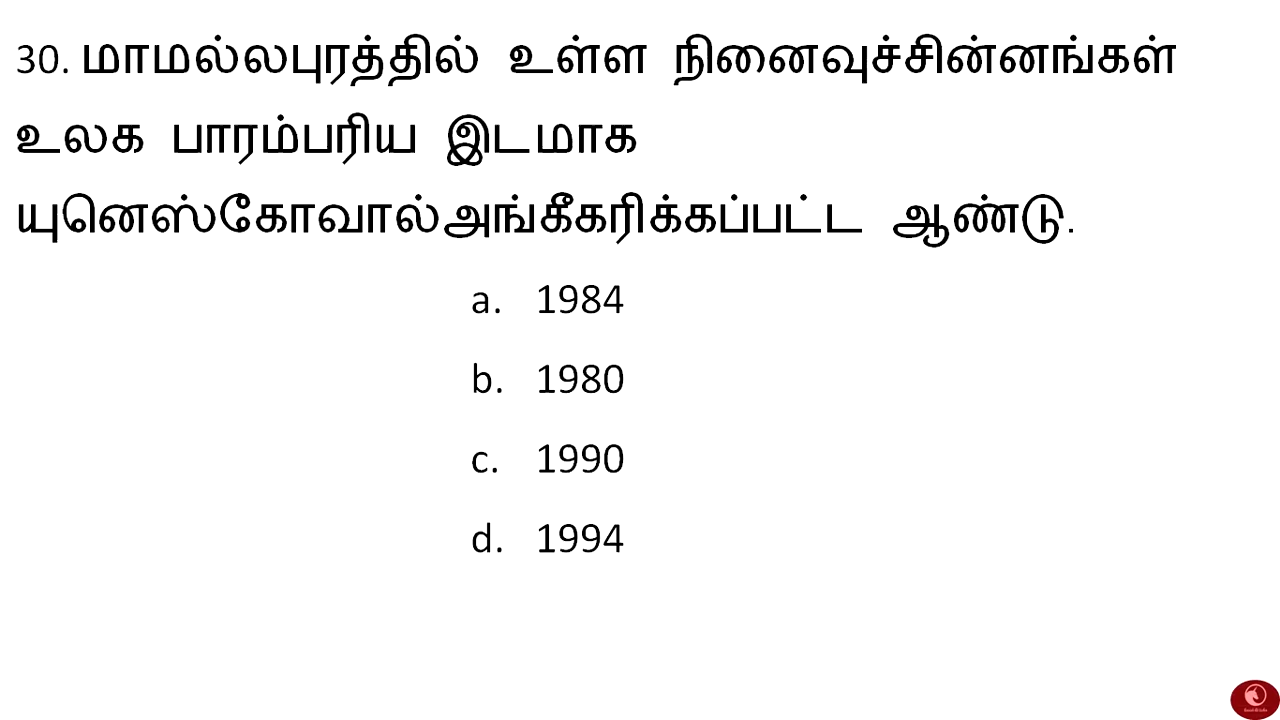 30. மாமல்லபுரத்தில் உள்ள நினைவுச்சின்னங்கள்
உலக பாரம்பரிய இடமாக
யுனெஸ்கோவால்அங்கீகரிக்கப்பட்ட ஆண்டு.
a. 1984
b. 1980
c. 1990
d. 1994